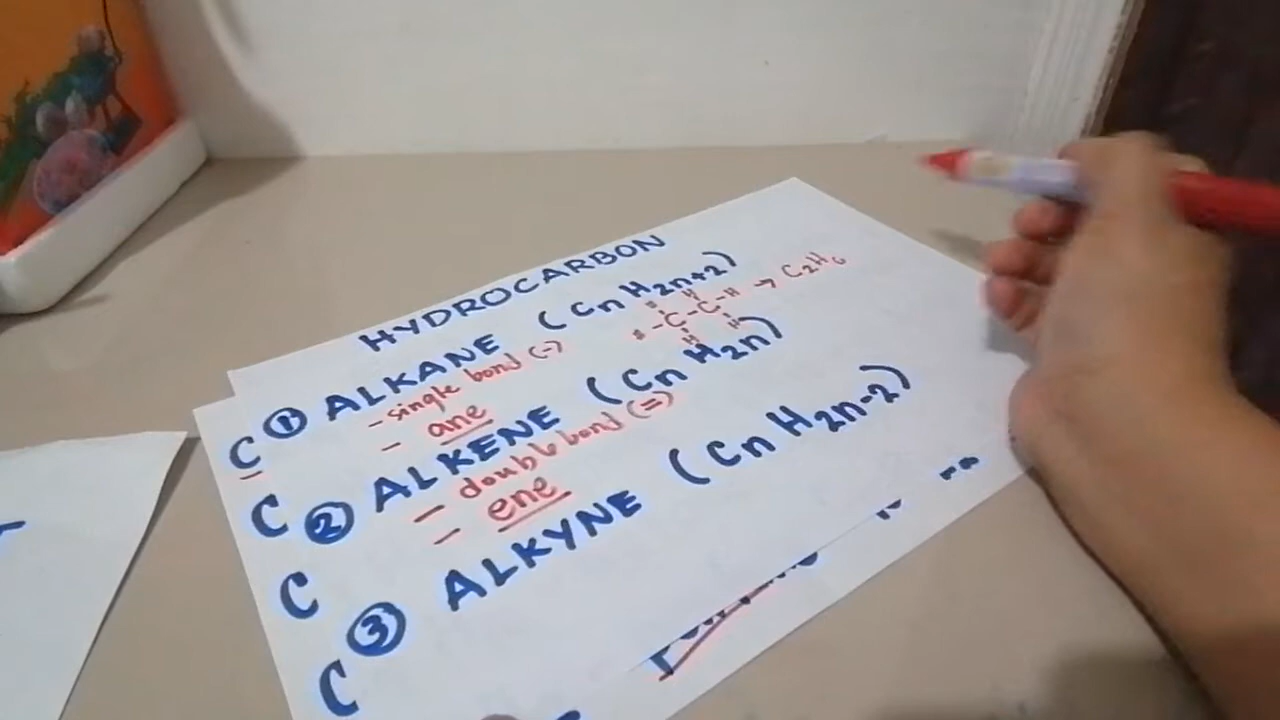 HYDROCARBON
① ALKANE (CnH2n+2)
- single bond (-)
- ane
H H
H - C - C - H → C2H6
H H
② ALKENE (CnH2n)
- double bond (=)
- ene
③ ALKYNE (CnH2n-2)
C
C
C
C